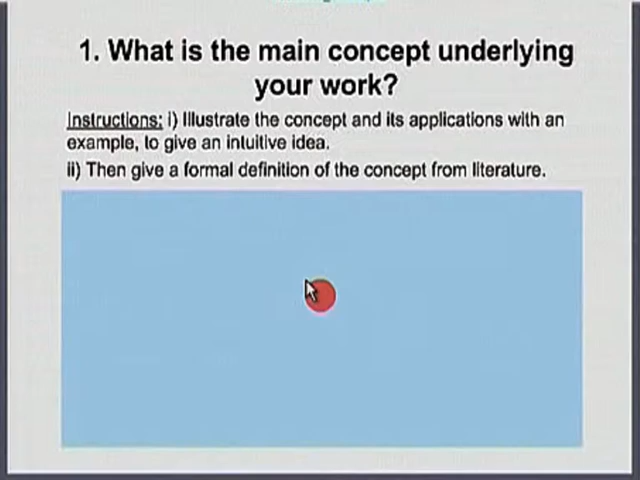 1. What is the main concept underlying
your work?
Instructions: i) Illustrate the concept and its applications with an
example, to give an intuitive idea.
ii) Then give a formal definition of the concept from literature.